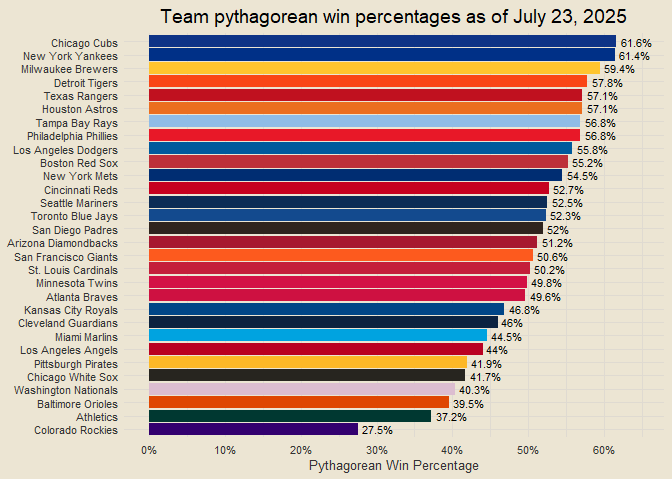 Team pythagorean win percentages as of July 23, 2025
Chicago Cubs 61.6%
New York Yankees 61.4%
Milwaukee Brewers 59.4%
Detroit Tigers 57.8%
Texas Rangers 57.1%
Houston Astros 57.1%
Tampa Bay Rays 56.8%
Philadelphia Phillies 56.8%
Los Angeles Dodgers 55.8%
Boston Red Sox 55.2%
New York Mets 54.5%
Cincinnati Reds 52.7%
Seattle Mariners 52.5%
Toronto Blue Jays 52.3%
San Diego Padres 52%
Arizona Diamondbacks 51.2%
San Francisco Giants 50.6%
St. Louis Cardinals 50.2%
Minnesota Twins 49.8%
Atlanta Braves 49.6%
Kansas City Royals 46.8%
Cleveland Guardians 46%
Miami Marlins 44.5%
Los Angeles Angels 44%
Pittsburgh Pirates 41.9%
Chicago White Sox 41.7%
Washington Nationals 40.3%
Baltimore Orioles 39.5%
Athletics 37.2%
Colorado Rockies 27.5%
0% 10% 20% 30% 40% 50% 60%
Pythagorean Win Percentage